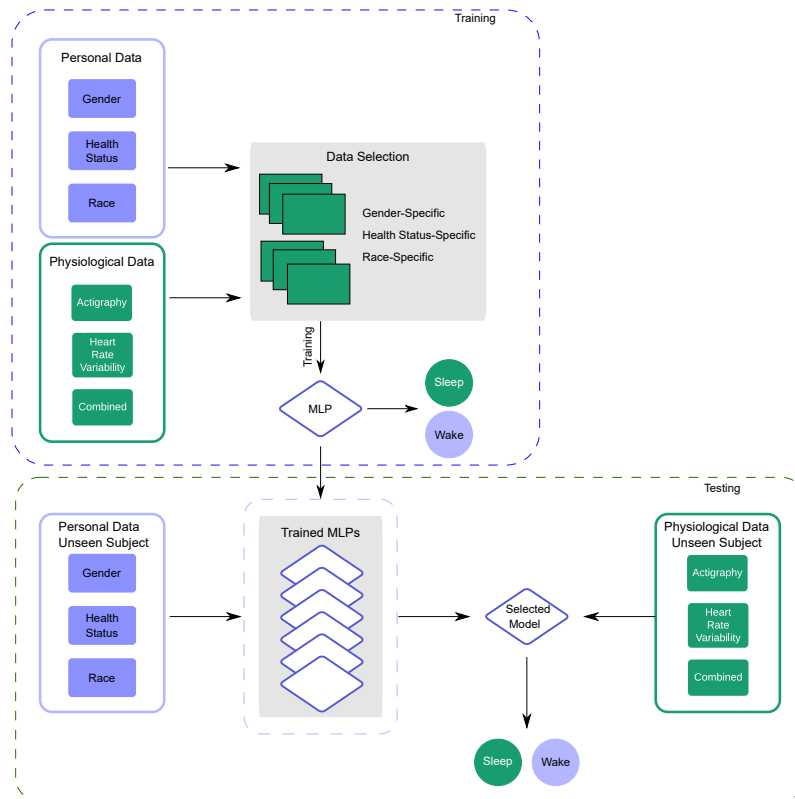 Training
Personal Data
Gender
Health
Status
Race
Physiological Data
Actigraphy
Heart
Rate
Variability
Combined
Data Selection
Gender-Specific
Health Status-Specific
Race-Specific
Training
MLP
Sleep
Wake
Testing
Personal Data
Unseen Subject
Gender
Health
Status
Race
Trained MLPs
Selected
Model
Physiological Data
Unseen Subject
Actigraphy
Heart
Rate
Variability
Combined
Sleep
Wake